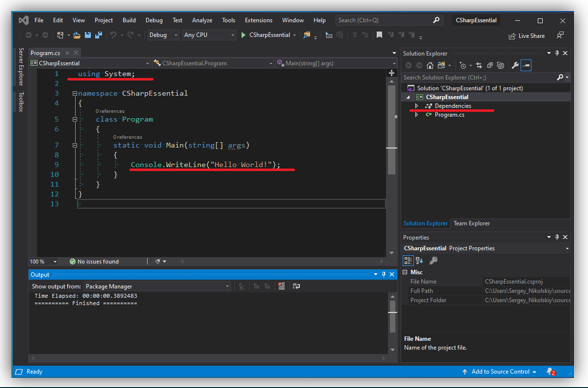 File Edit View Project Build Debug Test Analyze Tools Extensions Window Help Search (Ctrl+Q) CSharpEssential
Debug Any CPU CSharpEssential Live Share
Server Explorer
Toolbox
Program.cs
CSharpEssential CSharpEssential.Program Main(string[] args)
1 using System;
2
3 namespace CSharpEssential
4 {
0 references
5 class Program
6 {
0 references
7 static void Main(string[] args)
8 {
9 Console.WriteLine("Hello World!");
10 }
11 }
12 }
13
100 % No issues found
Output
Show output from: Package Manager
Time Elapsed: 00:00:00.3892483
========== Finished ==========
Solution Explorer
Search Solution Explorer (Ctrl+;)
Solution 'CSharpEssential' (1 of 1 project)
CSharpEssential
Dependencies
Program.cs
Solution Explorer Team Explorer
Properties
CSharpEssential Project Properties
Misc
File Name CSharpEssential.csproj
Full Path C:\Users\Sergey_Nikolskiy\source
Project Folder C:\Users\Sergey_Nikolskiy\source
File Name
Name of the project file.
Ready Add to Source Control 2